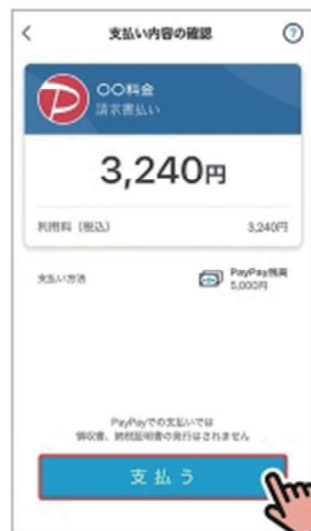 支払い内容の確認
?
〇〇料金
請求書払い
3,240円
利用料（税込） 3,240円
支払い方法 PayPay残高
5,000円
PayPayでの支払いでは
領収書、納税証明書の発行はされません
支払う